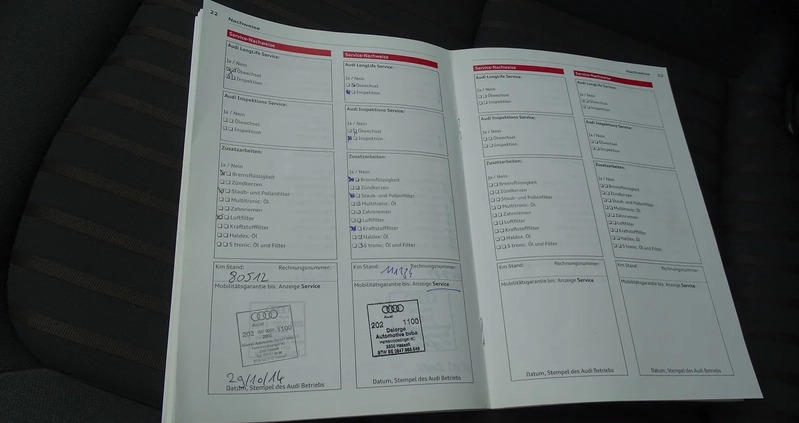 22
Nachweise
Service-Nachweise
Audi LongLife Service:
Ja / Nein
Ölwechsel
Inspektion
Audi Inspektions Service:
Ja / Nein
Ölwechsel
Inspektion
Zusatzarbeiten:
Ja / Nein
Bremsflüssigkeit
Zündkerzen
Staub- und Pollenfilter
Multitronic: Öl
Zahnriemen
Luftfilter
Kraftstofffilter
Haldex: Öl
S tronic: Öl und Filter
Km Stand:
Rechnungsnummer:
80512
Mobilitätsgarantie bis: Anzeige Service
Audi
202
1100
29/10/14
Datum, Stempel des Audi Betriebs
Service-Nachweise
Audi LongLife Service:
Ja / Nein
Ölwechsel
Inspektion
Audi Inspektions Service:
Ja / Nein
Ölwechsel
Inspektion
Zusatzarbeiten:
Ja / Nein
Bremsflüssigkeit
Zündkerzen
Staub- und Pollenfilter
Multitronic: Öl
Zahnriemen
Luftfilter
Kraftstofffilter
Haldex: Öl
S tronic: Öl und Filter
Km Stand:
Rechnungsnummer:
Mobilitätsgarantie bis: Anzeige Service
Audi
202 1100
Delorge
Automotive bvba
3500 Hasselt
Datum, Stempel des Audi Betriebs
Nachweise
Service-Nachweise
Audi LongLife Service:
Ja / Nein
Ölwechsel
Inspektion
Audi Inspektions Service:
Ja / Nein
Ölwechsel
Inspektion
Zusatzarbeiten:
Ja / Nein
Bremsflüssigkeit
Zündkerzen
Staub- und Pollenfilter
Multitronic: Öl
Zahnriemen
Luftfilter
Kraftstofffilter
Haldex: Öl
S tronic: Öl und Filter
Km Stand:
Rechnungsnummer:
Mobilitätsgarantie bis: Anzeige Service
Datum, Stempel des Audi Betriebs
Service-Nachweise
Audi LongLife Service:
Ja / Nein
Ölwechsel
Inspektion
Audi Inspektions Service:
Ja / Nein
Ölwechsel
Inspektion
Zusatzarbeiten:
Ja / Nein
Bremsflüssigkeit
Zündkerzen
Staub- und Pollenfilter
Multitronic: Öl
Zahnriemen
Luftfilter
Kraftstofffilter
Haldex: Öl
S tronic: Öl und Filter
Km Stand:
Rechnungsnummer:
Mobilitätsgarantie bis: Anzeige Service
Datum, Stempel des Audi Betriebs